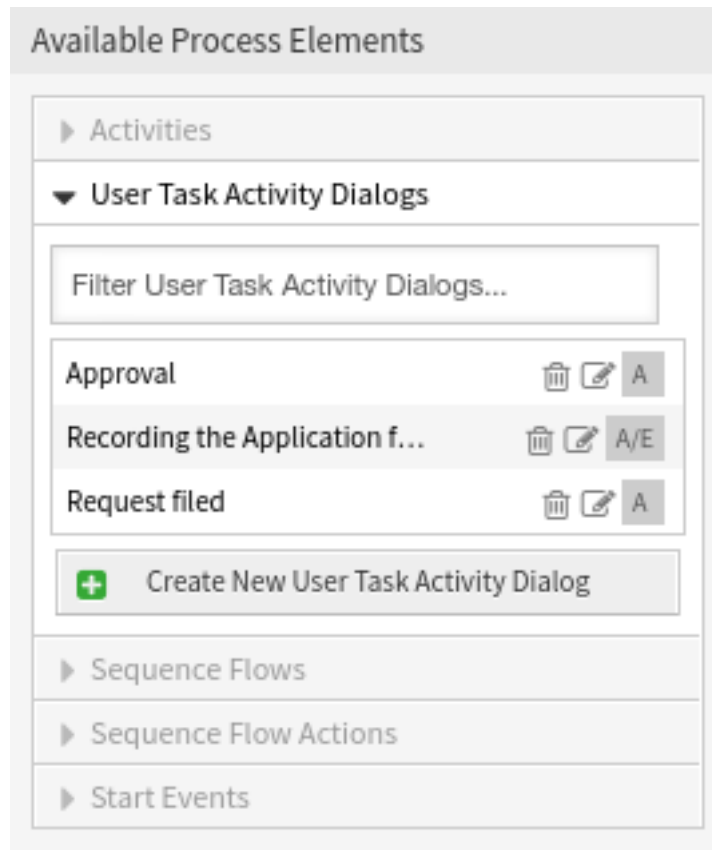 Available Process Elements
Activities
User Task Activity Dialogs
Filter User Task Activity Dialogs...
Approval A
Recording the Application f... A/E
Request filed A
Create New User Task Activity Dialog
Sequence Flows
Sequence Flow Actions
Start Events